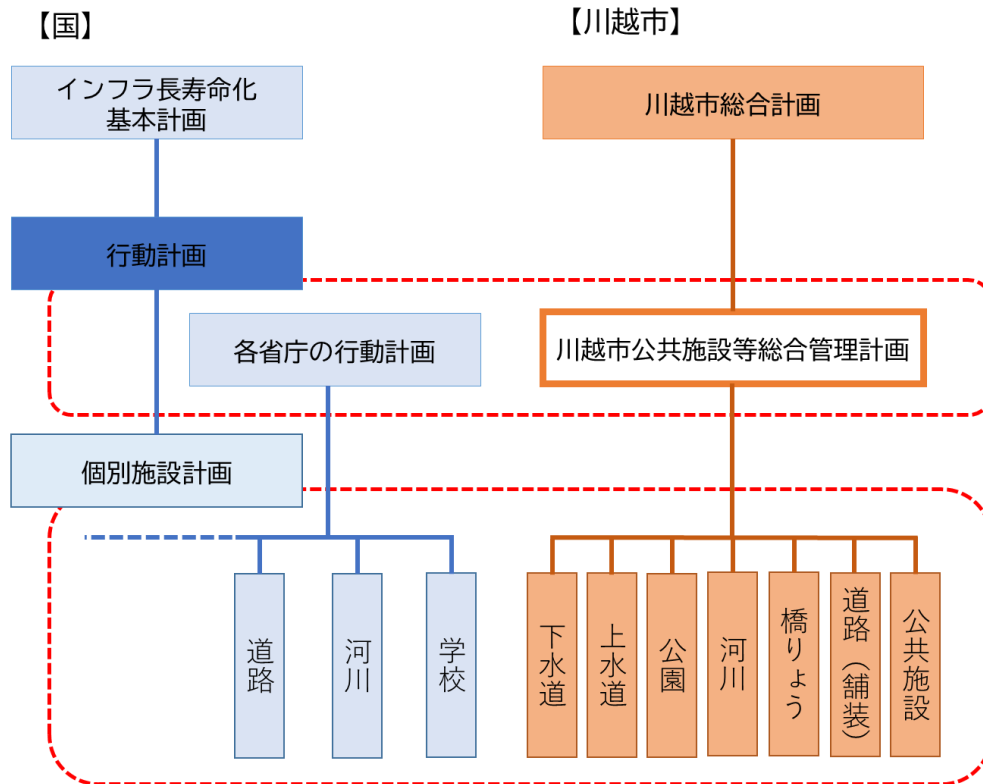 【国】
【川越市】
インフラ長寿命化
基本計画
川越市総合計画
行動計画
各省庁の行動計画
川越市公共施設等総合管理計画
個別施設計画
道路
河川
学校
下水道
上水道
公園
河川
橋りょう
道路（舗装）
公共施設